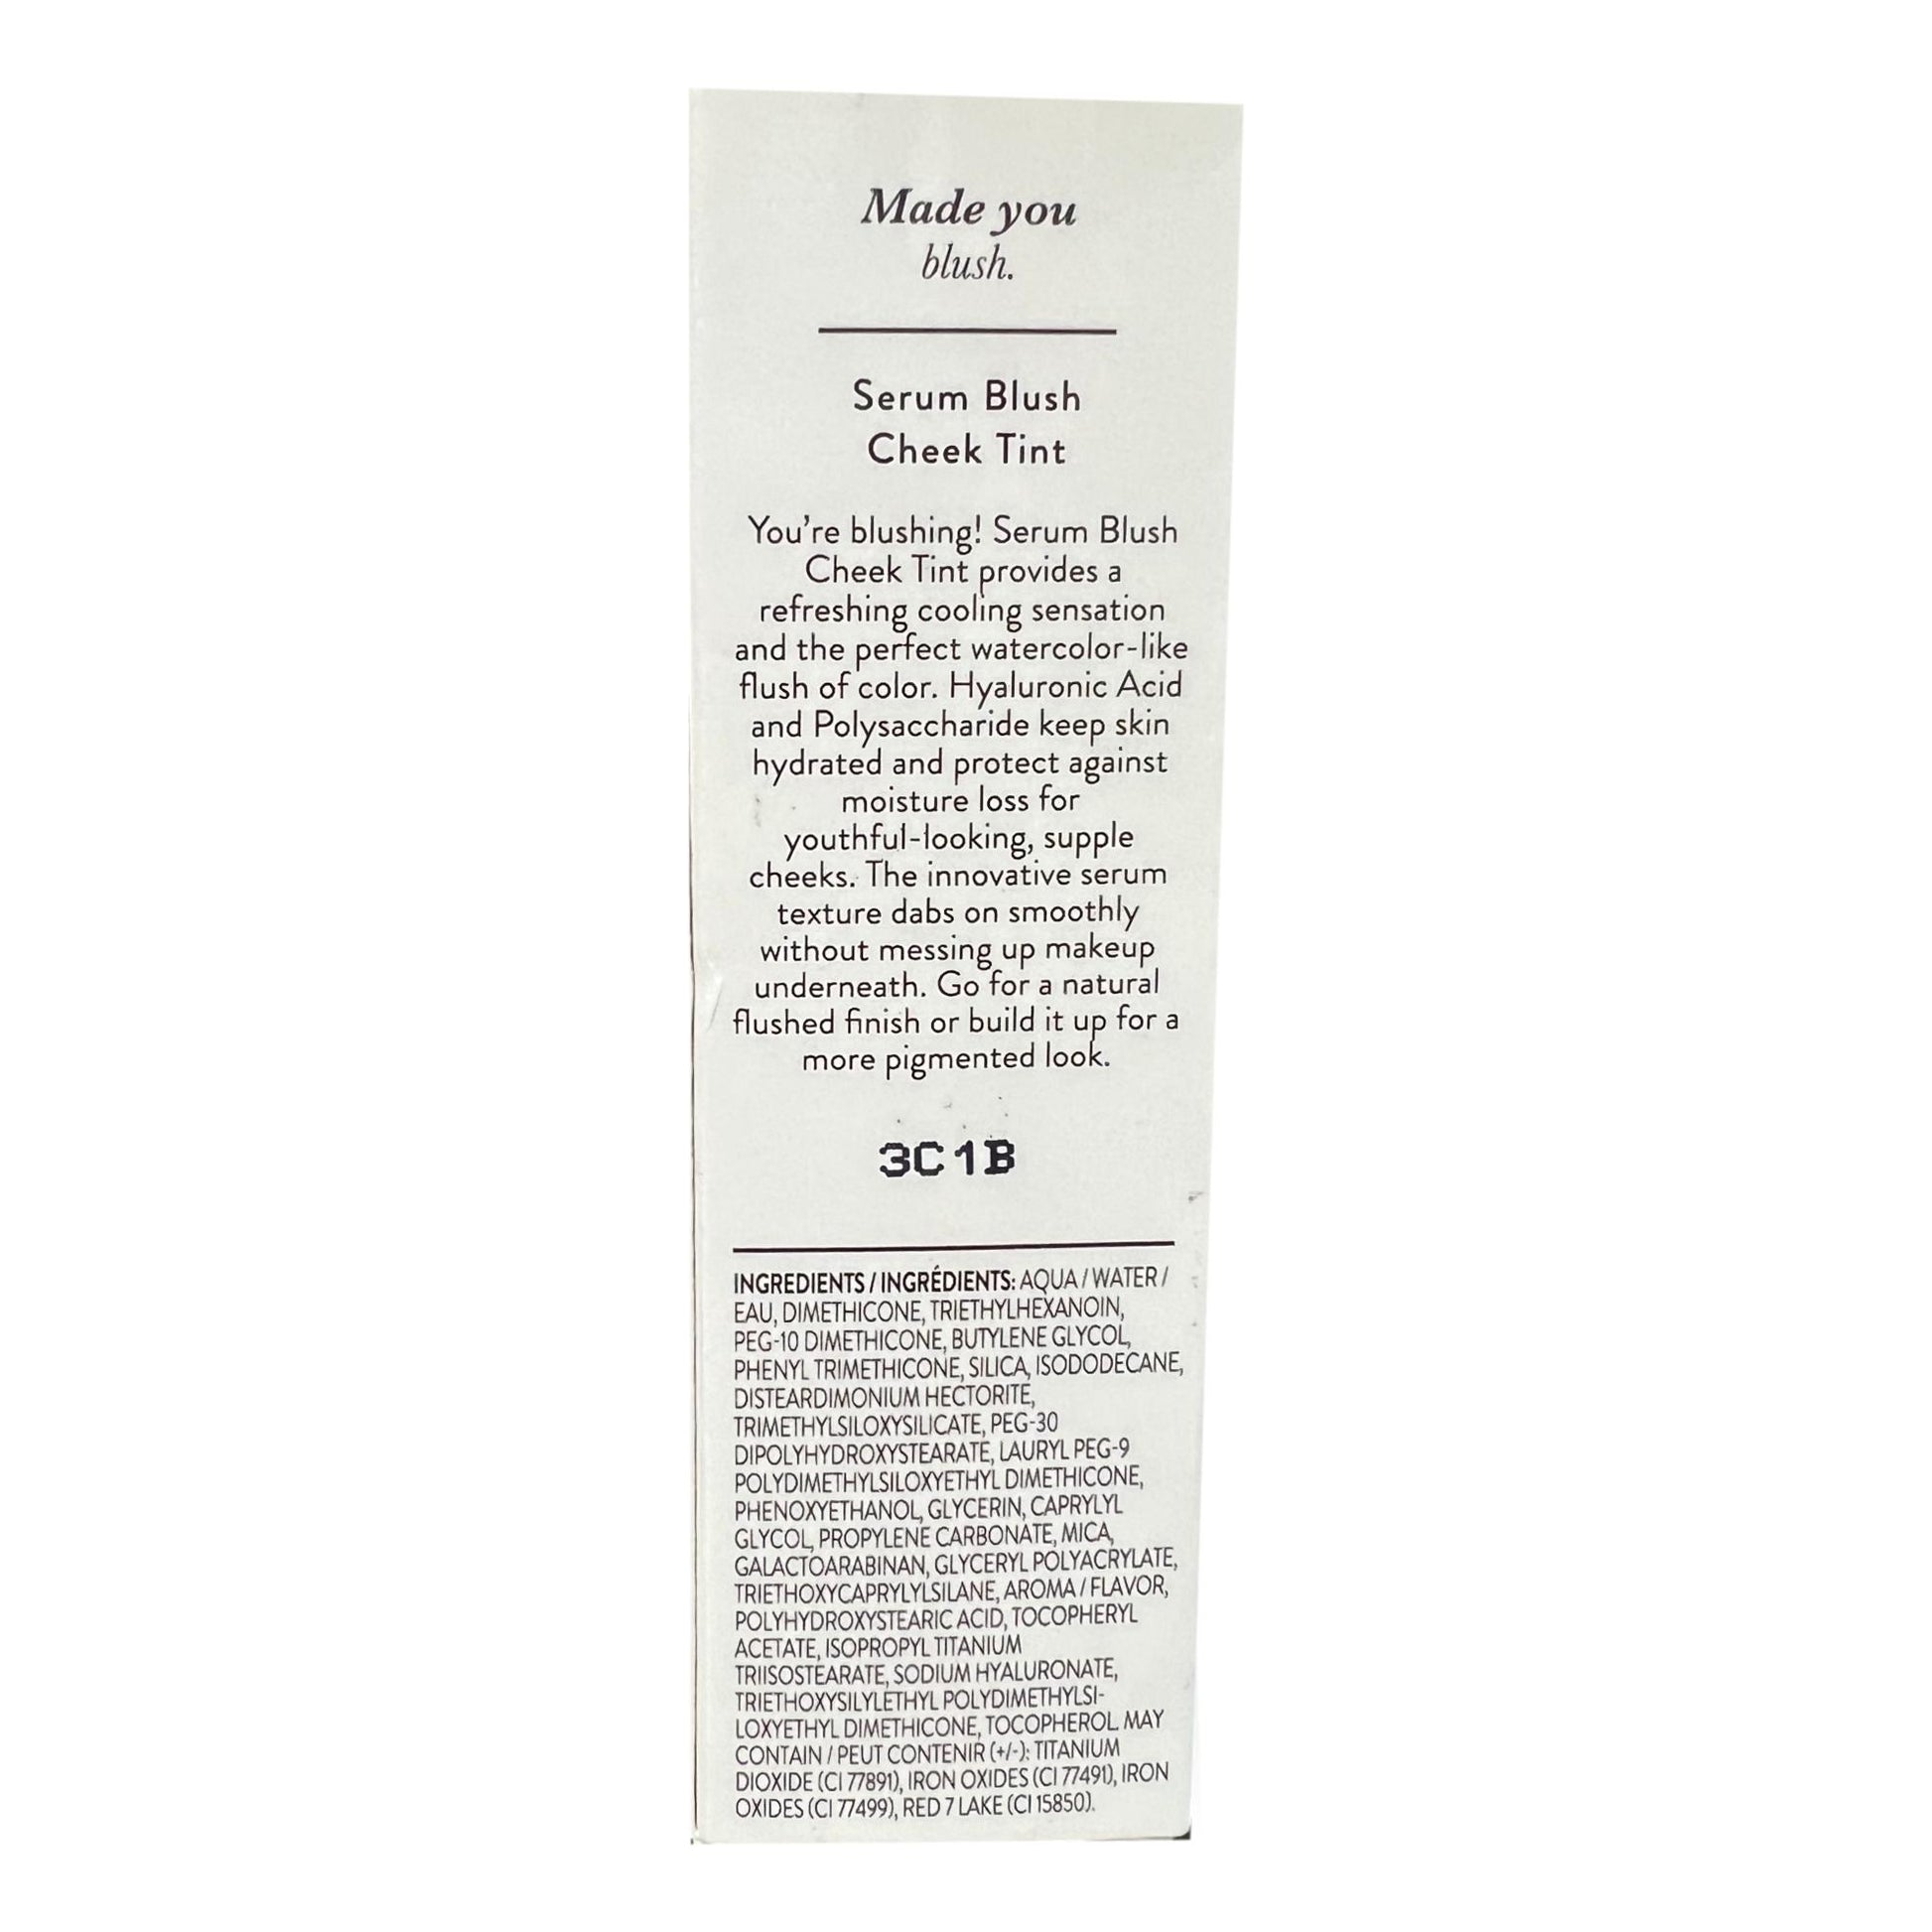 Made you
blush.
Serum Blush
Cheek Tint
You're blushing! Serum Blush
Cheek Tint provides a
refreshing cooling sensation
and the perfect watercolor-like
flush of color. Hyaluronic Acid
and Polysaccharide keep skin
hydrated and protect against
moisture loss for
youthful-looking, supple
cheeks. The innovative serum
texture dabs on smoothly
without messing up makeup
underneath. Go for a natural
flushed finish or build it up for a
more pigmented look.
3C1B
INGREDIENTS / INGRÉDIENTS: AQUA / WATER /
EAU, DIMETHICONE, TRIETHYLHEXANOIN,
PEG-10 DIMETHICONE, BUTYLENE GLYCOL,
PHENYL TRIMETHICONE, SILICA, ISODODECANE,
DISTEARDIMONIUM HECTORITE,
TRIMETHYLSILOXYSILICATE, PEG-30
DIPOLYHYDROXYSTEARATE, LAURYL PEG-9
POLYDIMETHYLSILOXYETHYL DIMETHICONE,
PHENOXYETHANOL, GLYCERIN, CAPRYLYL
GLYCOL, PROPYLENE CARBONATE, MICA,
GALACTOARABINAN, GLYCERYL POLYACRYLATE,
TRIETHOXYCAPRYLYLSILANE, AROMA / FLAVOR,
POLYHYDROXYSTEARIC ACID, TOCOPHERYL
ACETATE, ISOPROPYL TITANIUM
TRIISOSTEARATE, SODIUM HYALURONATE,
TRIETHOXYSILYLETHYL POLYDIMETHYLSI-
LOXYETHYL DIMETHICONE, TOCOPHEROL. MAY
CONTAIN / PEUT CONTENIR (+/-): TITANIUM
DIOXIDE (CI 77891), IRON OXIDES (CI 77491), IRON
OXIDES (CI 77499), RED 7 LAKE (CI 15850).